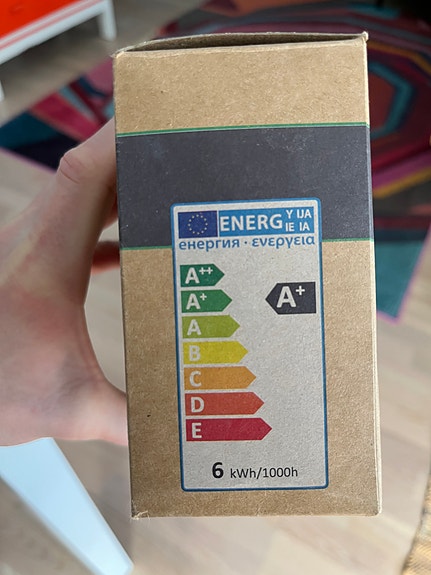 ENERG Y IJA
IE IA
енергия · ενεργεια
A++
A+
A+
A
B
C
D
E
6 kWh/1000h